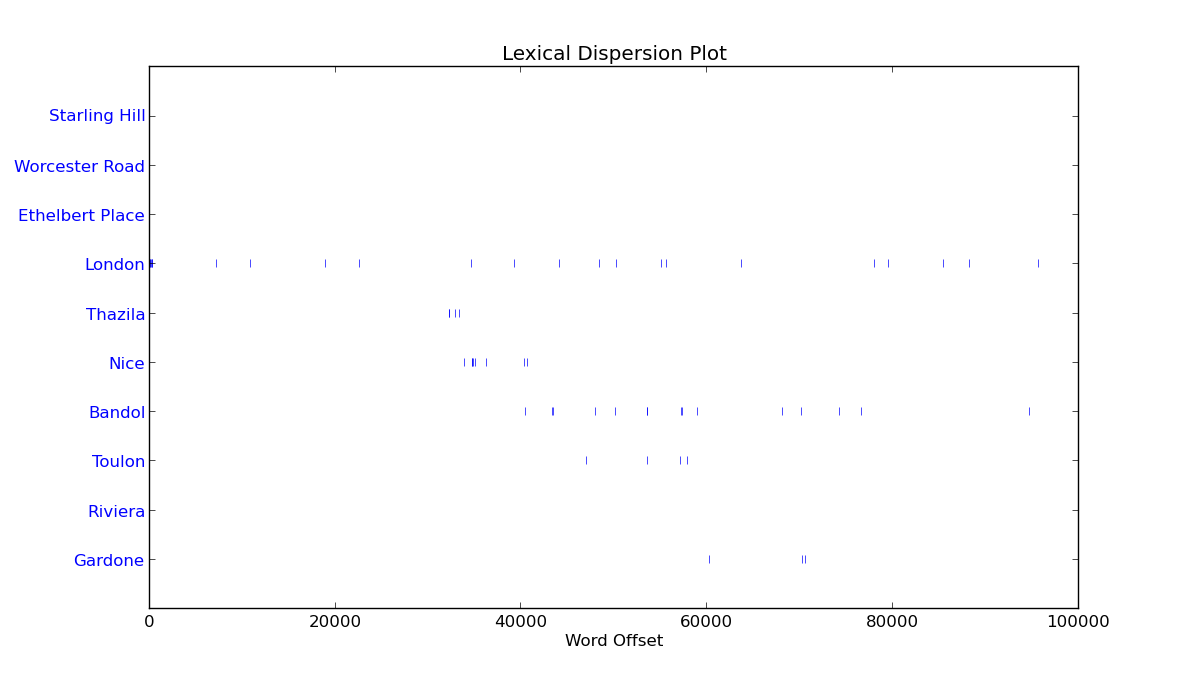 Lexical Dispersion Plot
Starling Hill
Worcester Road
Ethelbert Place
London
Thazila
Nice
Bandol
Toulon
Riviera
Gardone
0 20000 40000 60000 80000 100000
Word Offset